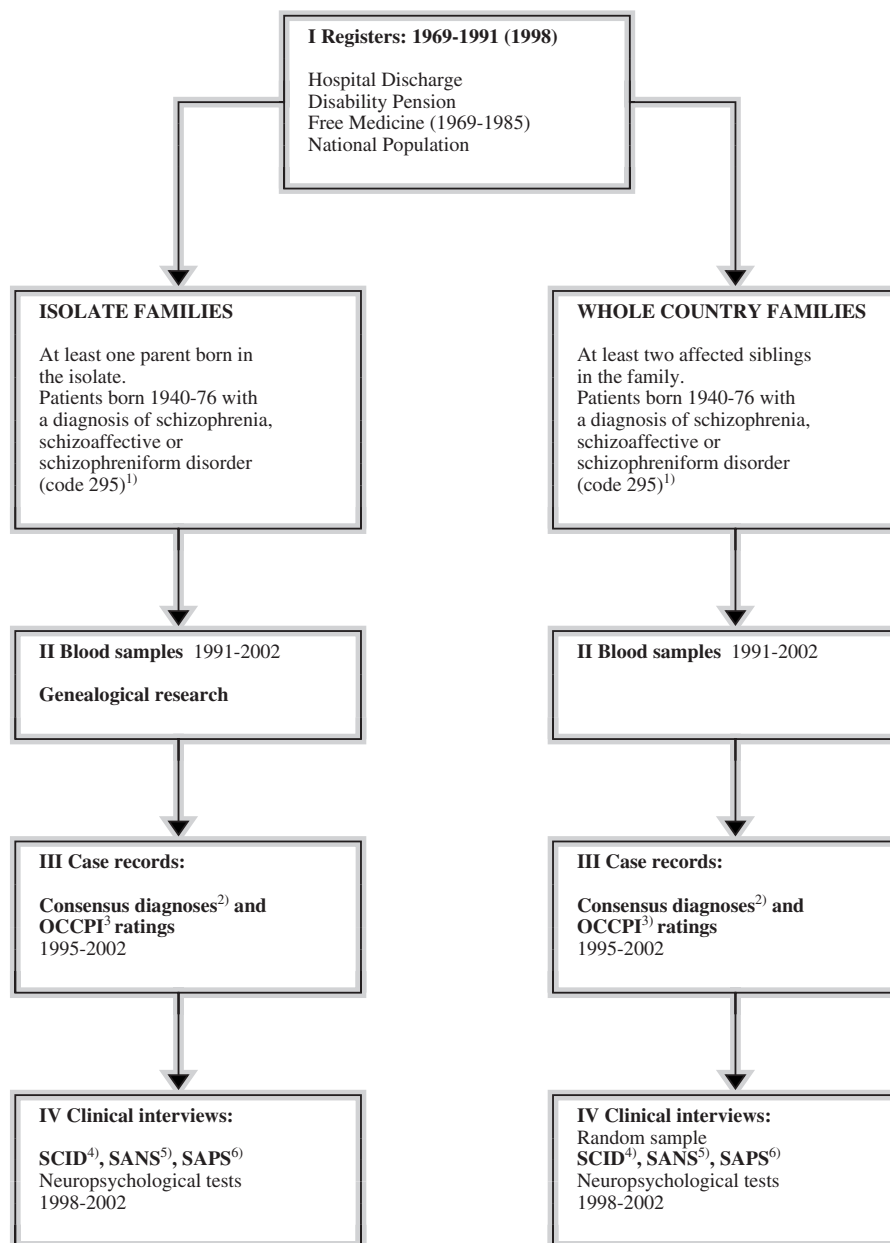 I Registers: 1969-1991 (1998)
Hospital Discharge
Disability Pension
Free Medicine (1969-1985)
National Population
ISOLATE FAMILIES
At least one parent born in
the isolate.
Patients born 1940-76 with
a diagnosis of schizophrenia,
schizoaffective or
schizophreniform disorder
(code 295)1)
WHOLE COUNTRY FAMILIES
At least two affected siblings
in the family.
Patients born 1940-76 with
a diagnosis of schizophrenia,
schizoaffective or
schizophreniform disorder
(code 295)1)
II Blood samples 1991-2002
Genealogical research
II Blood samples 1991-2002
III Case records:
Consensus diagnoses2) and
OCCPI3 ratings
1995-2002
III Case records:
Consensus diagnoses2) and
OCCPI3) ratings
1995-2002
IV Clinical interviews:
SCID4), SANS5), SAPS6)
Neuropsychological tests
1998-2002
IV Clinical interviews:
Random sample
SCID4), SANS5), SAPS6)
Neuropsychological tests
1998-2002